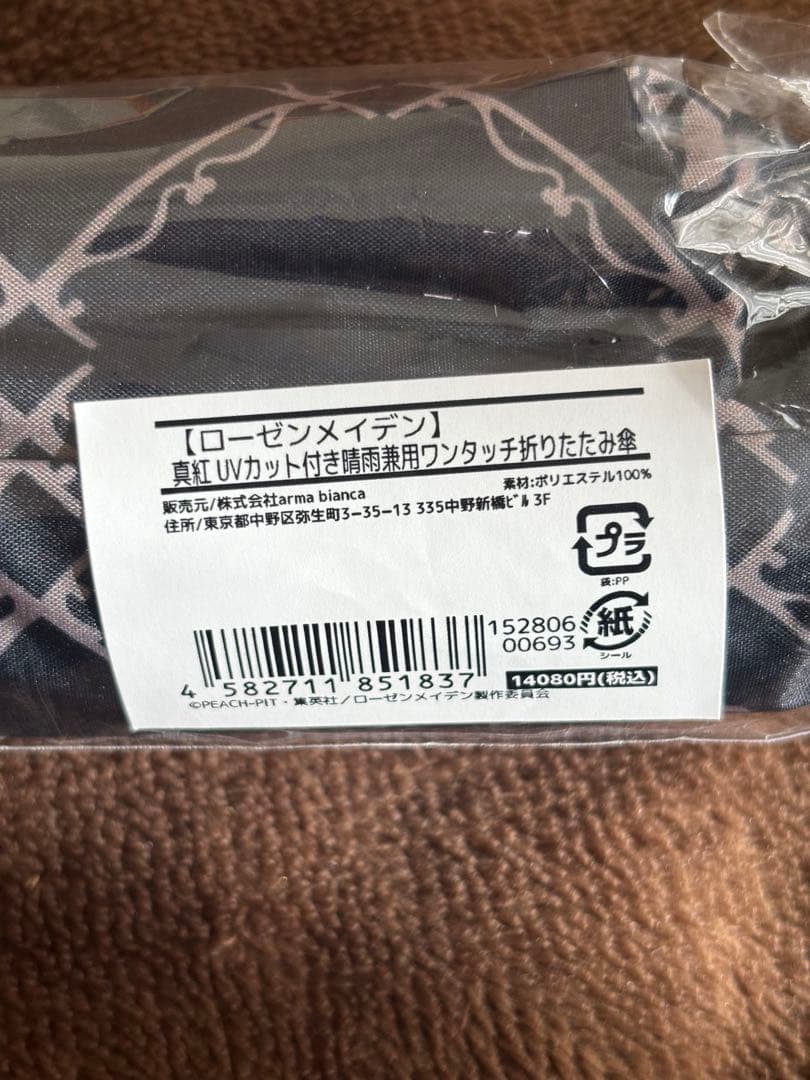 【ローゼンメイデン】
真紅 UVカット付き晴雨兼用ワンタッチ折りたたみ傘
素材:ポリエステル100%
販売元/株式会社arma bianca
住所/東京都中野区弥生町3-35-13 335中野新橋ﾋﾞﾙ 3F
プラ
袋:PP
紙
シール
152806
00693
4 582711 851837
14080円(税込)
©PEACH-PIT・集英社/ローゼンメイデン製作委員会